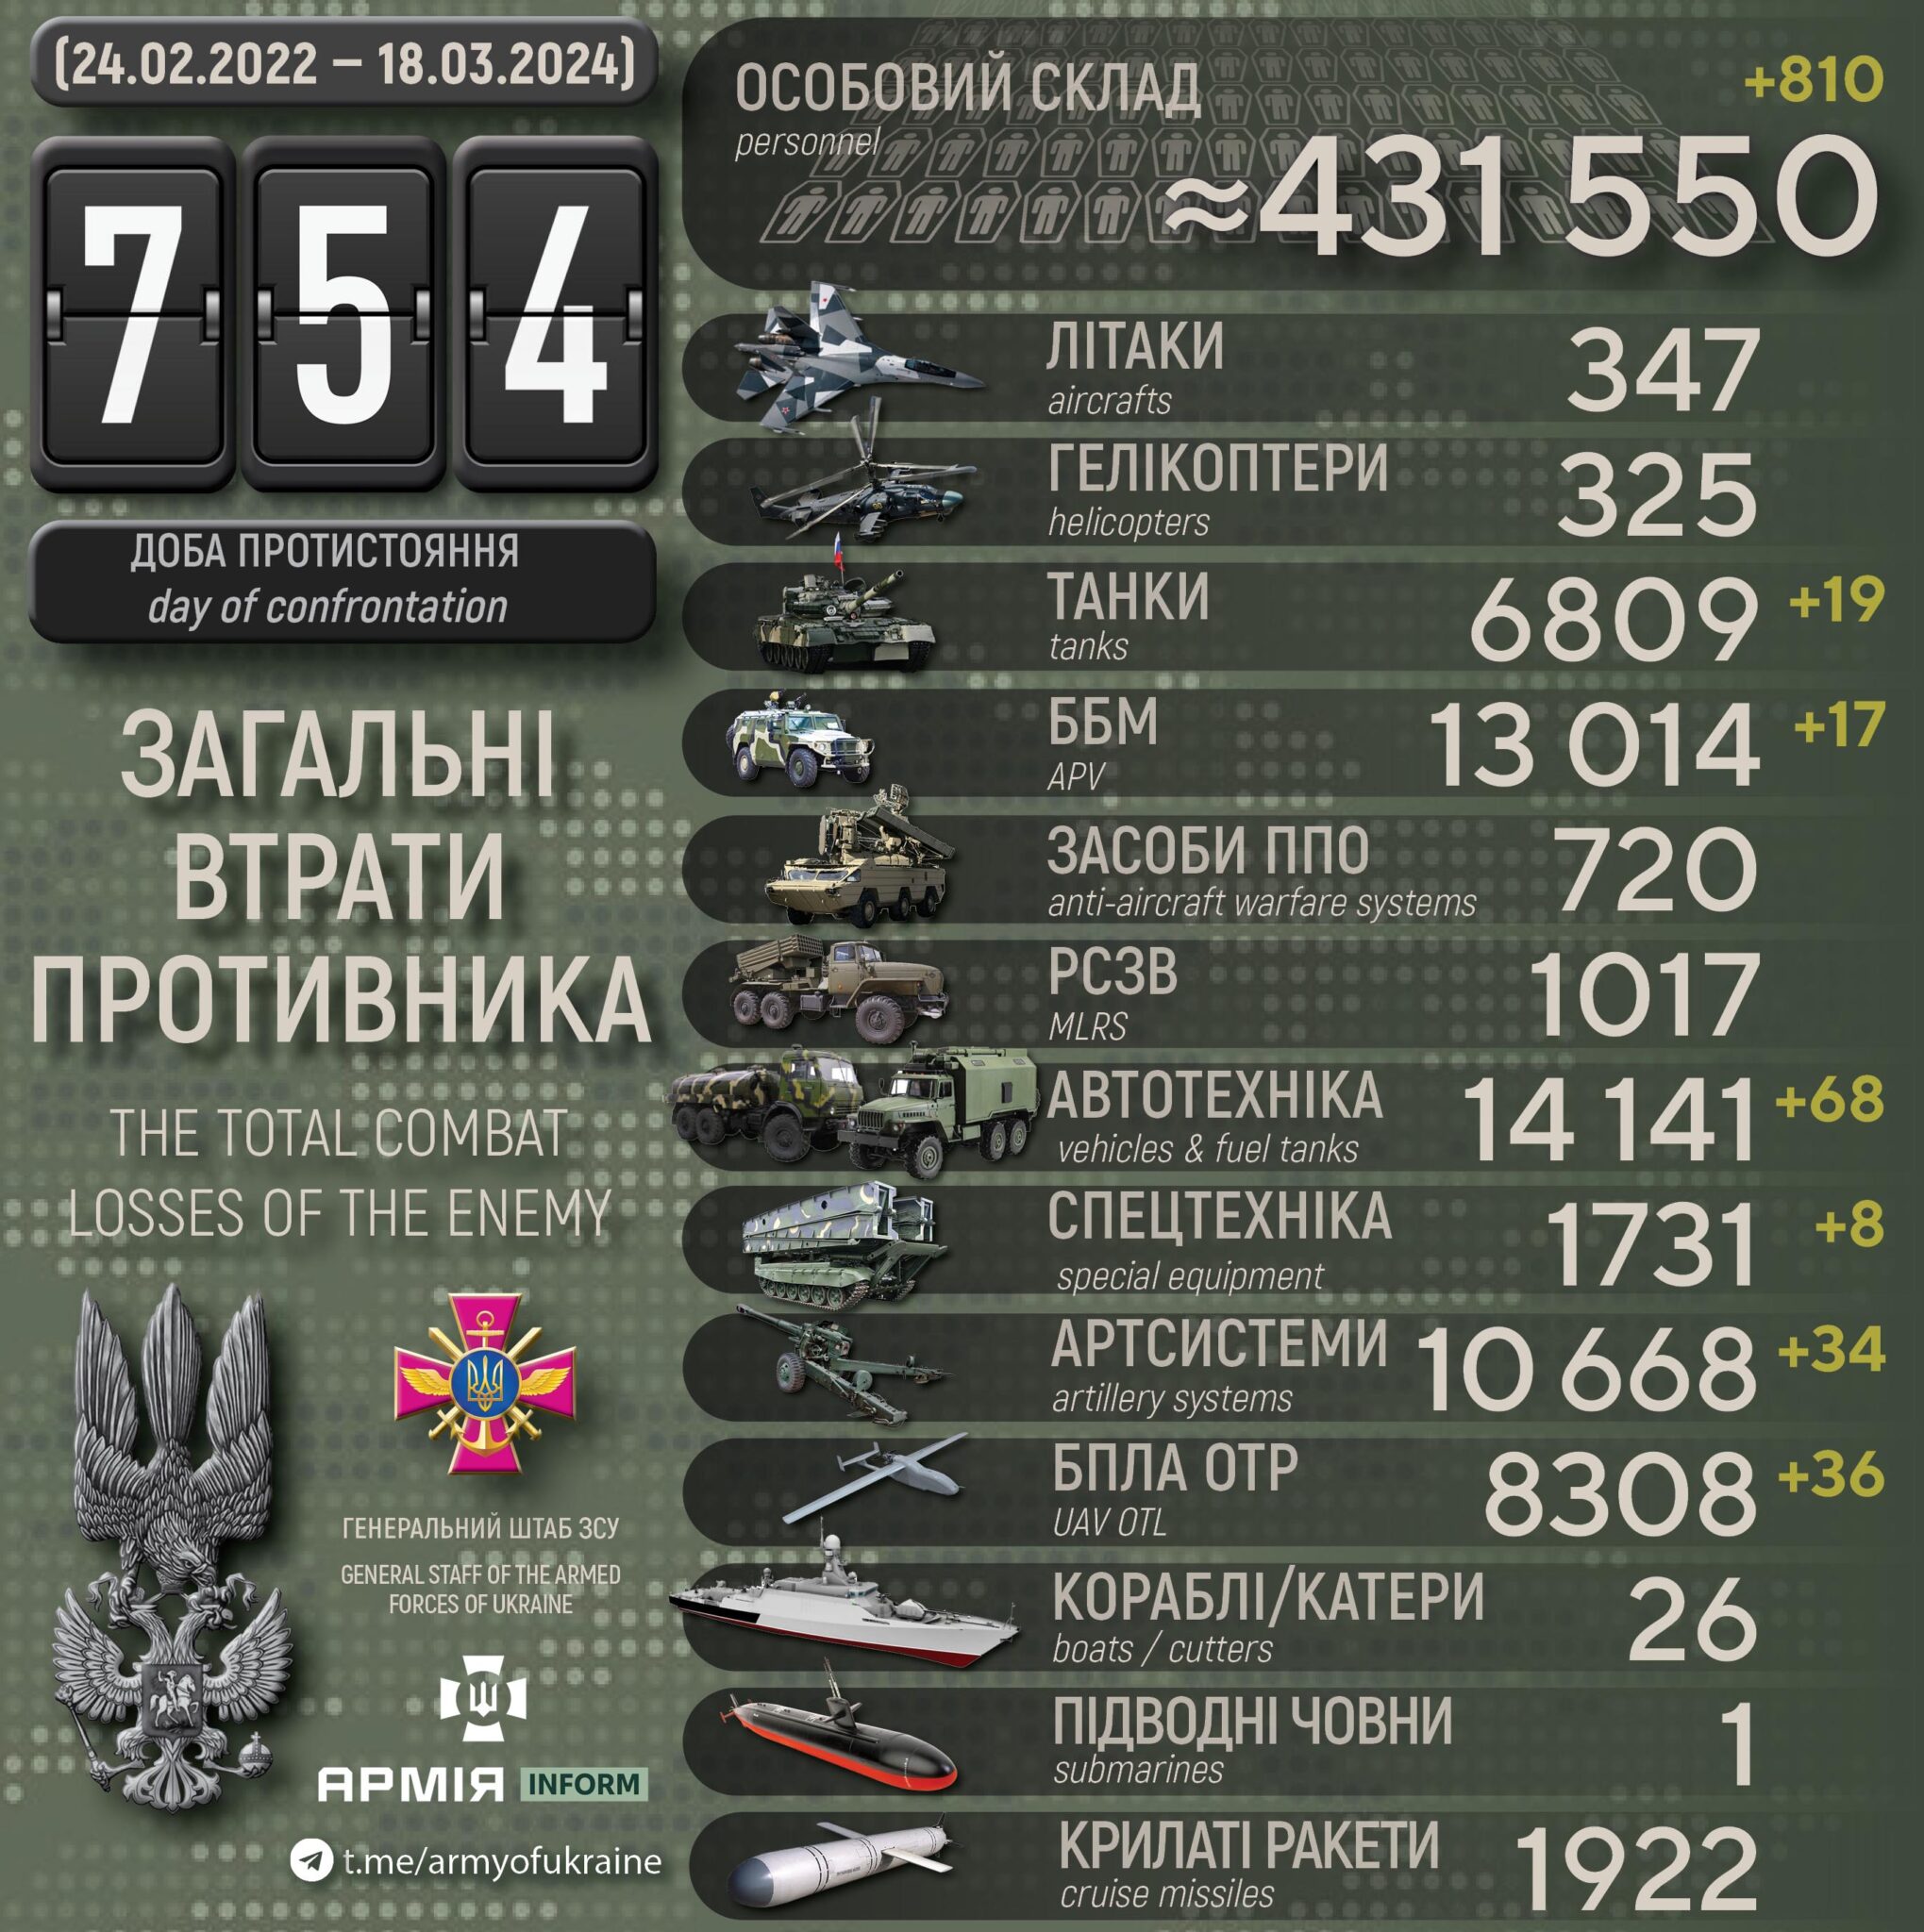 (24.02.2022 – 18.03.2024)
754
ДОБА ПРОТИСТОЯННЯ
day of confrontation
ЗАГАЛЬНІ
ВТРАТИ
ПРОТИВНИКА
THE TOTAL COMBAT
LOSSES OF THE ENEMY
ГЕНЕРАЛЬНИЙ ШТАБ ЗСУ
GENERAL STAFF OF THE ARMED
FORCES OF UKRAINE
АРМІЯ INFORM
t.me/armyofukraine
ОСОБОВИЙ СКЛАД +810
personnel
≈431 550
ЛІТАКИ 347
aircrafts
ГЕЛІКОПТЕРИ 325
helicopters
ТАНКИ 6809 +19
tanks
ББМ 13 014 +17
APV
ЗАСОБИ ППО 720
anti-aircraft warfare systems
РСЗВ 1017
MLRS
АВТОТЕХНІКА 14 141 +68
vehicles & fuel tanks
СПЕЦТЕХНІКА 1731 +8
special equipment
АРТСИСТЕМИ 10 668 +34
artillery systems
БПЛА ОТР 8308 +36
UAV OTL
КОРАБЛІ/КАТЕРИ 26
boats / cutters
ПІДВОДНІ ЧОВНИ 1
submarines
КРИЛАТІ РАКЕТИ 1922
cruise missiles